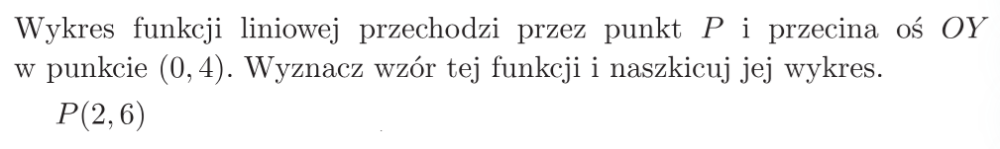 Wykres funkcji liniowej przechodzi przez punkt P i przecina oś OY
w punkcie (0, 4). Wyznacz wzór tej funkcji i naszkicuj jej wykres.
P(2, 6)